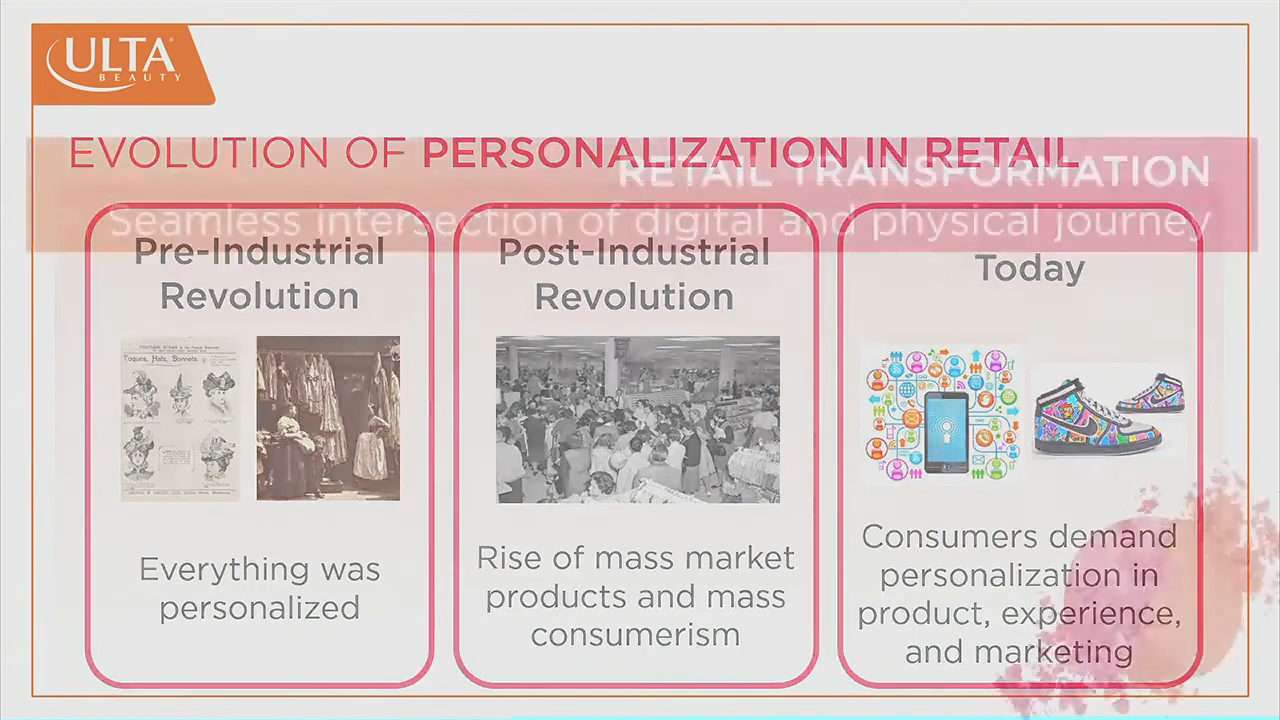 ULTA
BEAUTY
EVOLUTION OF PERSONALIZATION IN RETAIL
RETAIL TRANSFORMATION
Seamless intersection of digital and physical journey
Pre-Industrial
Revolution
Toques, Hats, Bonnets.
Everything was
personalized
Post-Industrial
Revolution
Rise of mass market
products and mass
consumerism
Today
Consumers demand
personalization in
product, experience,
and marketing